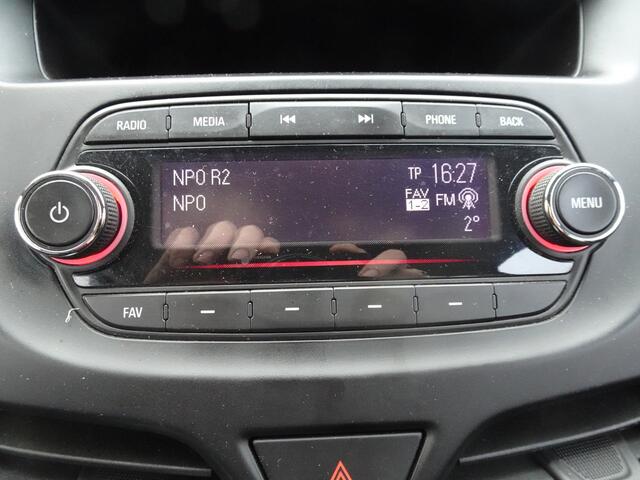 RADIO MEDIA PHONE BACK
NPO R2 TP 16:27
NPO FAV 1-2 FM
2°
MENU
FAV